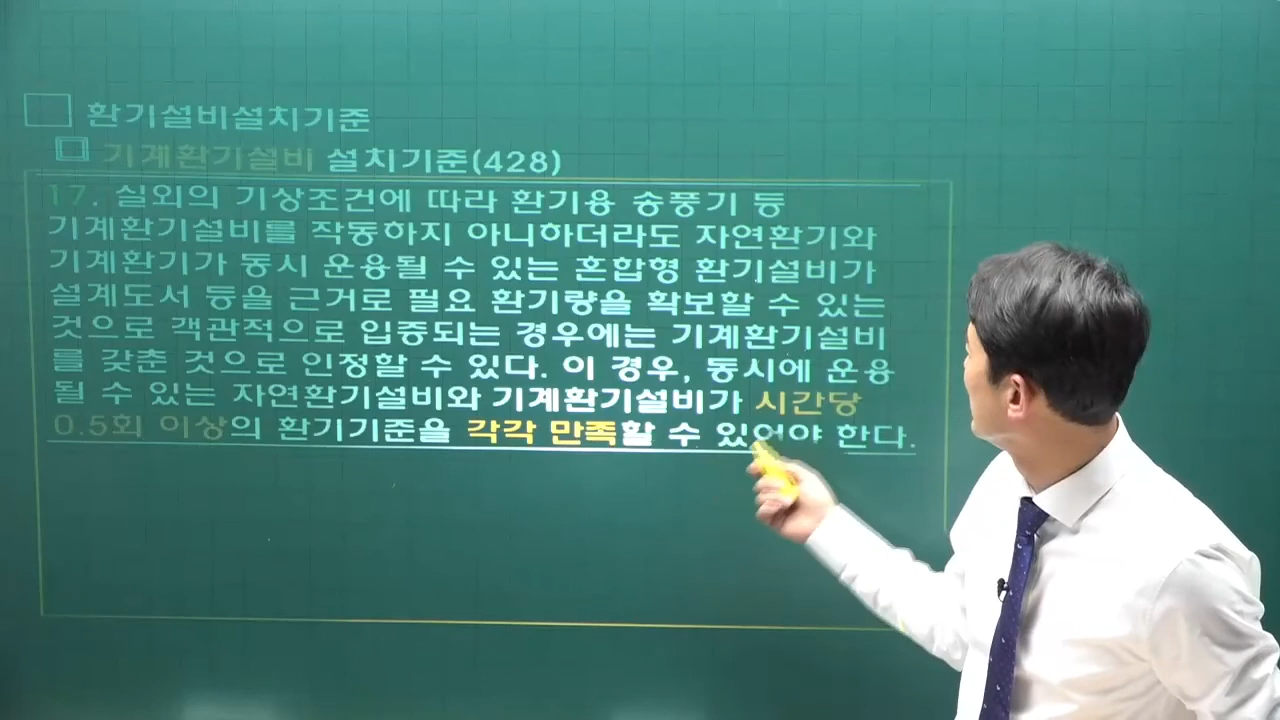 환기설비설치기준
기계환기설비 설치기준(428)
17. 실외의 기상조건에 따라 환기용 송풍기 등
기계환기설비를 작동하지 아니하더라도 자연환기와
기계환기가 동시 운용될 수 있는 혼합형 환기설비가
설계도서 등을 근거로 필요 환기량을 확보할 수 있는
것으로 객관적으로 입증되는 경우에는 기계환기설비
를 갖춘 것으로 인정할 수 있다. 이 경우, 동시에 운용
될 수 있는 자연환기설비와 기계환기설비가 시간당
0.5회 이상의 환기기준을 각각 만족할 수 있어야 한다.